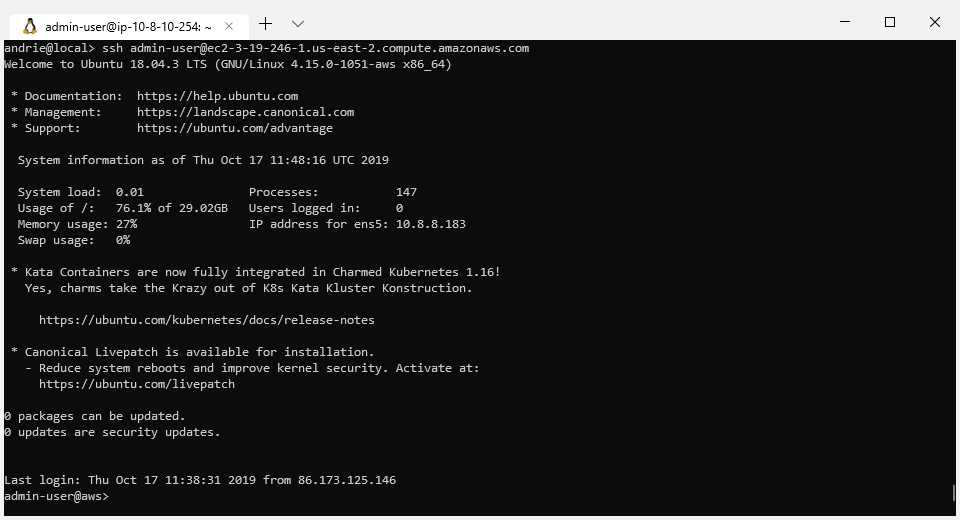 admin-user@ip-10-8-10-254: ~
andrie@local> ssh admin-user@ec2-3-19-246-1.us-east-2.compute.amazonaws.com
Welcome to Ubuntu 18.04.3 LTS (GNU/Linux 4.15.0-1051-aws x86_64)
* Documentation:  https://help.ubuntu.com
* Management:     https://landscape.canonical.com
* Support:        https://ubuntu.com/advantage
System information as of Thu Oct 17 11:48:16 UTC 2019
System load:  0.01               Processes:           147
Usage of /:   76.1% of 29.02GB   Users logged in:     0
Memory usage: 27%                IP address for ens5: 10.8.8.183
Swap usage:   0%
* Kata Containers are now fully integrated in Charmed Kubernetes 1.16!
Yes, charms take the Krazy out of K8s Kata Kluster Konstruction.
https://ubuntu.com/kubernetes/docs/release-notes
* Canonical Livepatch is available for installation.
- Reduce system reboots and improve kernel security. Activate at:
https://ubuntu.com/livepatch
0 packages can be updated.
0 updates are security updates.
Last login: Thu Oct 17 11:38:31 2019 from 86.173.125.146
admin-user@aws>